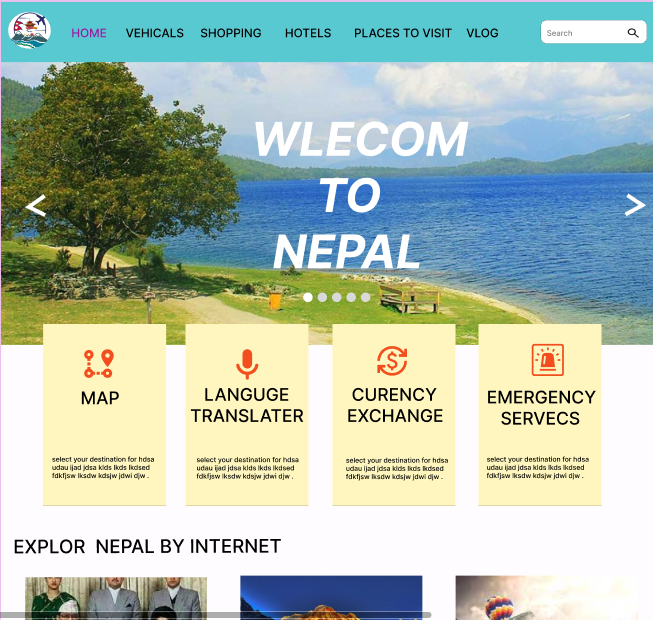 HOME VEHICALS SHOPPING HOTELS PLACES TO VISIT VLOG Search
WLECOM
TO
NEPAL
MAP
select your destination for hdsa
udau ijad jdsa klds lkds lkdsed
fdkfjsw lksdw kdsjw jdwi djw .
LANGUGE
TRANSLATER
select your destination for hdsa
udau ijad jdsa klds lkds lkdsed
fdkfjsw lksdw kdsjw jdwi djw .
CURENCY
EXCHANGE
select your destination for hdsa
udau ijad jdsa klds lkds lkdsed
fdkfjsw lksdw kdsjw jdwi djw .
EMERGENCY
SERVECS
select your destination for hdsa
udau ijad jdsa klds lkds lkdsed
fdkfjsw lksdw kdsjw jdwi djw .
EXPLOR NEPAL BY INTERNET